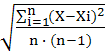 √(∑ⁿᵢ₌₁(X-Xi)² / n · (n-1))